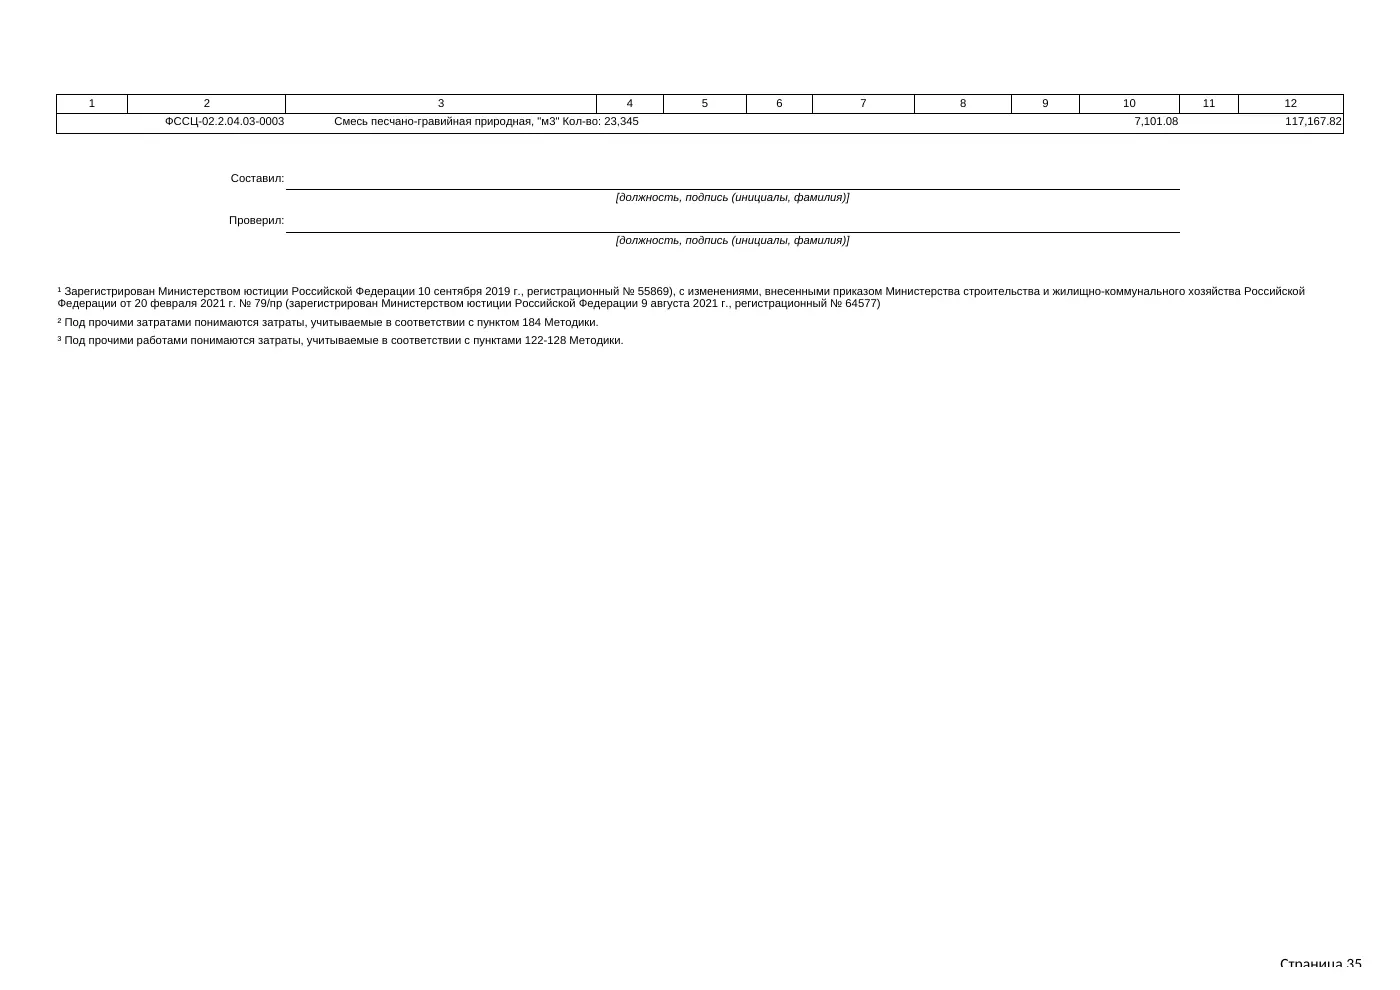 1 2 3 4 5 6 7 8 9 10 11 12
ФССЦ-02.2.04.03-0003 Смесь песчано-гравийная природная, "м3" Кол-во: 23,345 7,101.08 117,167.82
Составил:
[должность, подпись (инициалы, фамилия)]
Проверил:
[должность, подпись (инициалы, фамилия)]
¹ Зарегистрирован Министерством юстиции Российской Федерации 10 сентября 2019 г., регистрационный № 55869), с изменениями, внесенными приказом Министерства строительства и жилищно-коммунального хозяйства Российской
Федерации от 20 февраля 2021 г. № 79/пр (зарегистрирован Министерством юстиции Российской Федерации 9 августа 2021 г., регистрационный № 64577)
² Под прочими затратами понимаются затраты, учитываемые в соответствии с пунктом 184 Методики.
³ Под прочими работами понимаются затраты, учитываемые в соответствии с пунктами 122-128 Методики.
Страница 35